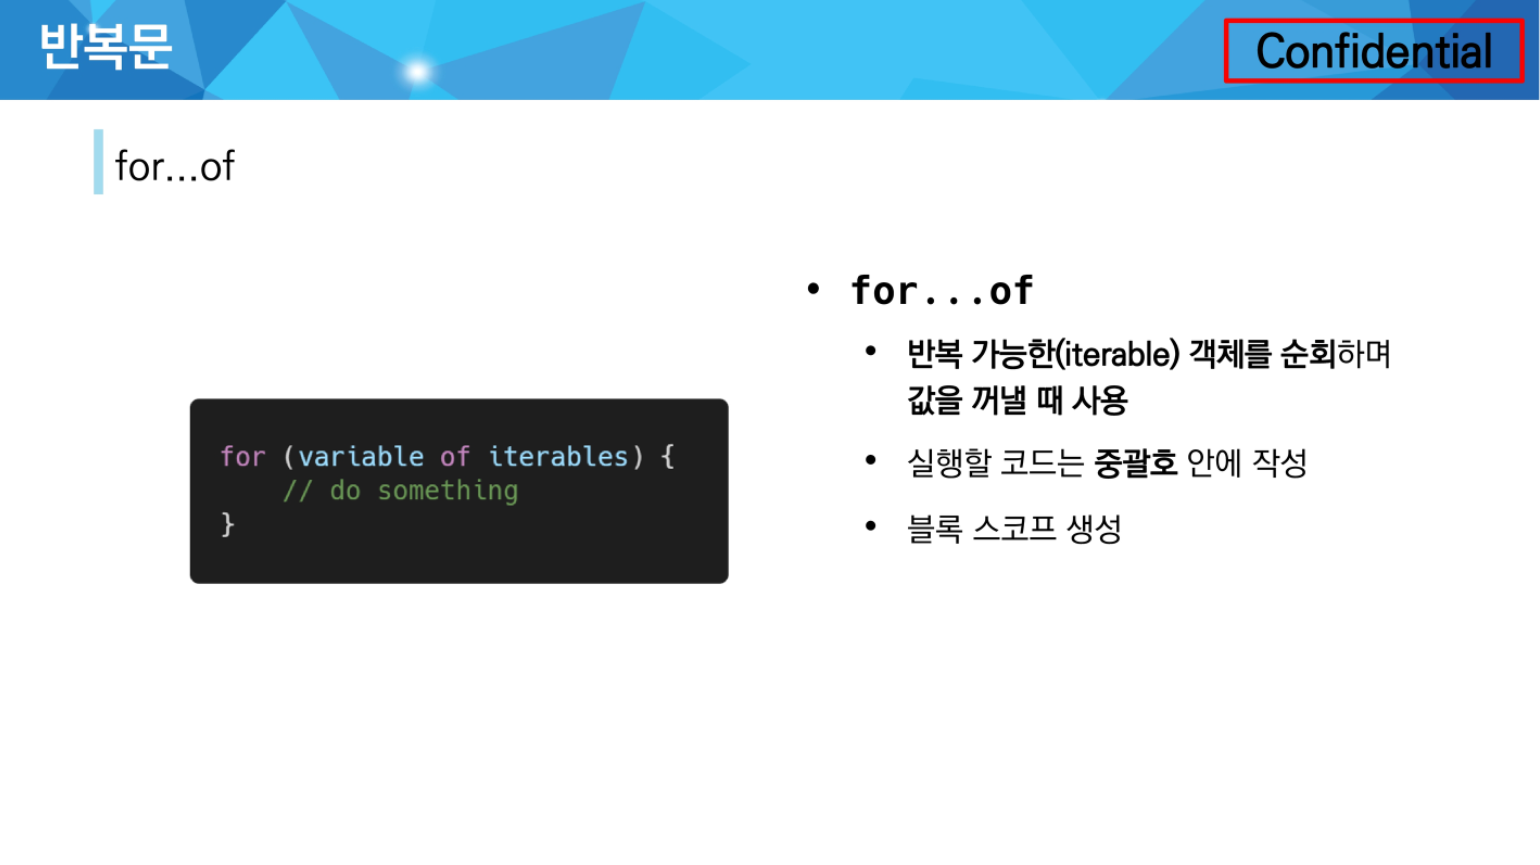 반복문
Confidential
for...of
for (variable of iterables) {
    // do something
}
• for...of
• 반복 가능한(iterable) 객체를 순회하며
값을 꺼낼 때 사용
• 실행할 코드는 중괄호 안에 작성
• 블록 스코프 생성